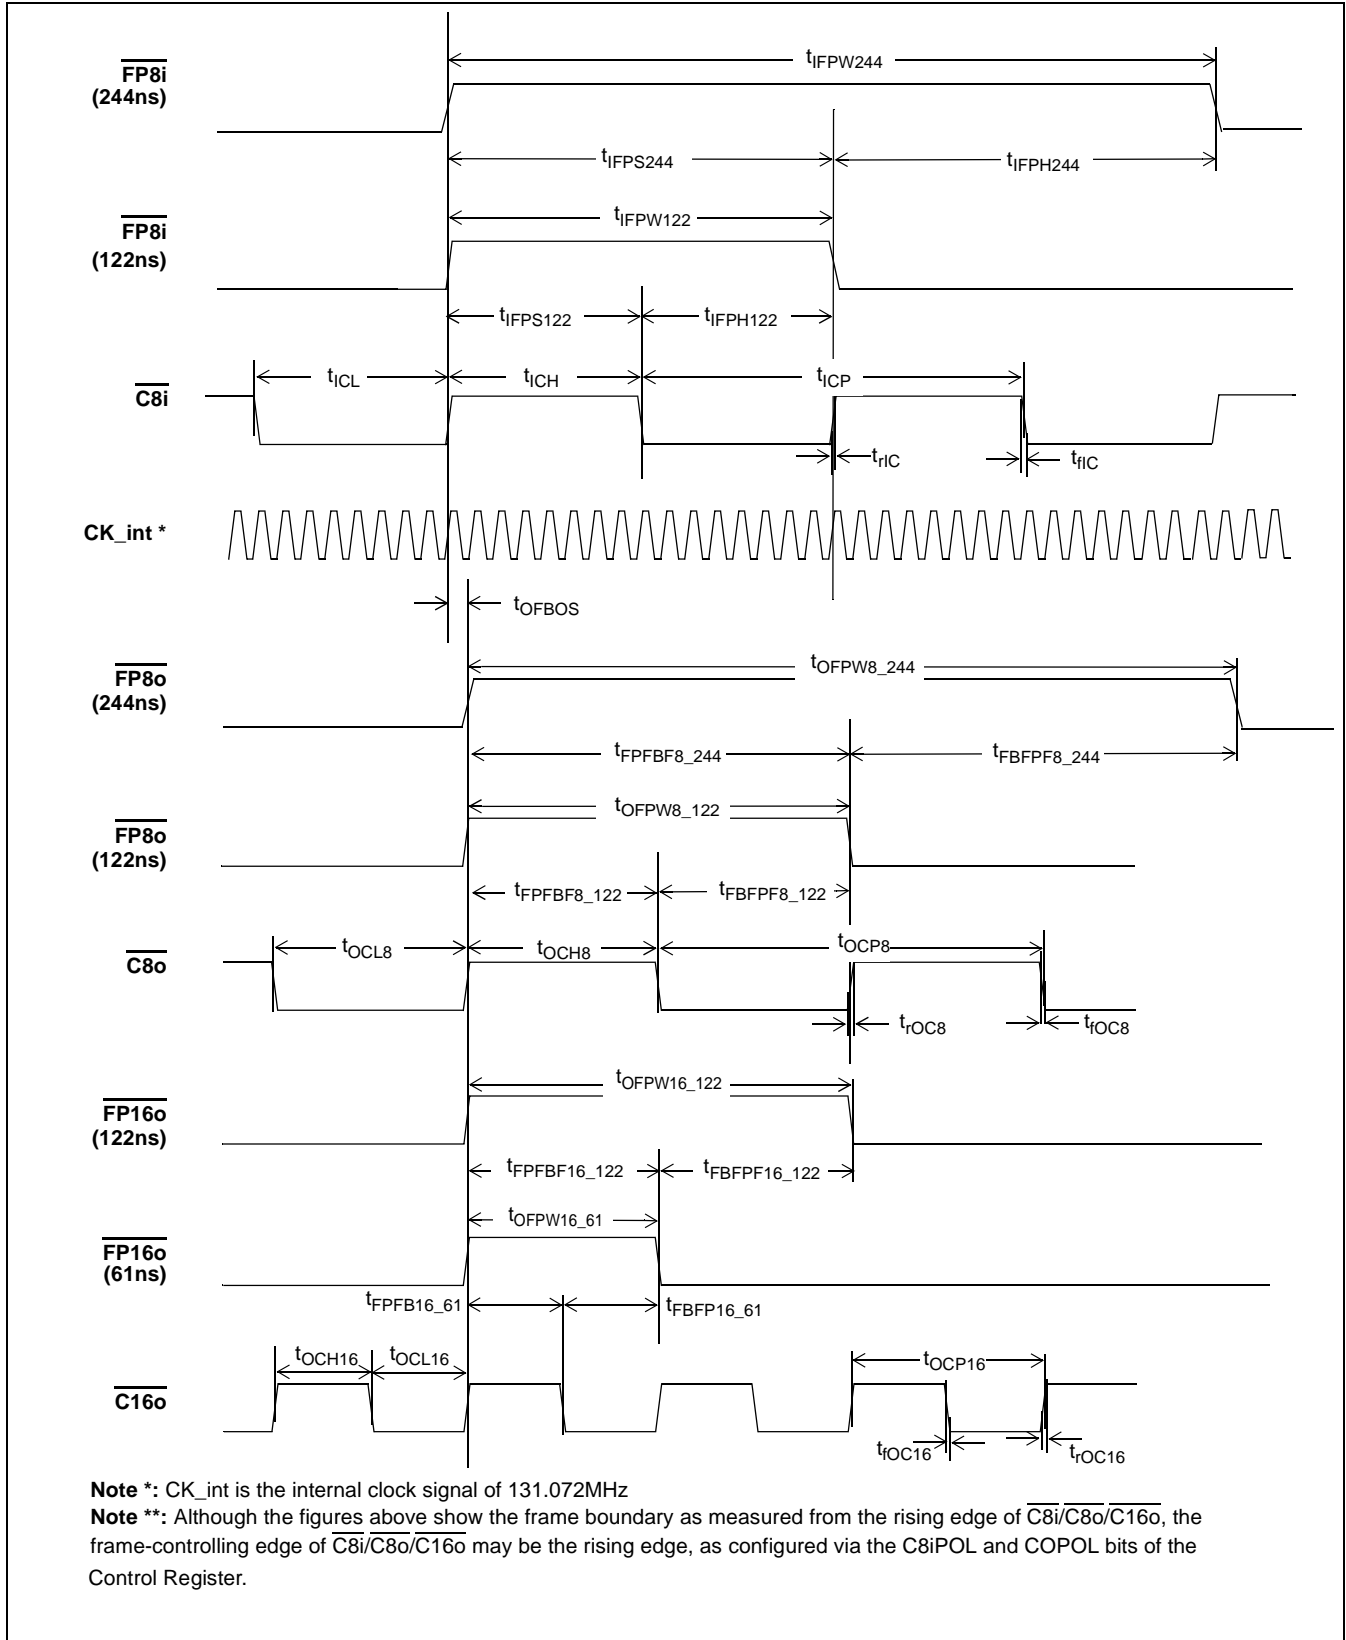 FP8i
(244ns)
tIFPW244
tIFPS244
tIFPH244
FP8i
(122ns)
tIFPW122
tIFPS122
tIFPH122
C8i
tICL
tICH
tICP
trIC
tfIC
CK_int *
tOFBOS
FP8o
(244ns)
tOFPW8_244
tFPFBF8_244
tFBFPF8_244
FP8o
(122ns)
tOFPW8_122
tFPFBF8_122
tFBFPF8_122
C8o
tOCL8
tOCH8
tOCP8
trOC8
tfOC8
FP16o
(122ns)
tOFPW16_122
tFPFBF16_122
tFBFPF16_122
FP16o
(61ns)
tOFPW16_61
tFPFB16_61
tFBFP16_61
C16o
tOCH16
tOCL16
tOCP16
tfOC16
trOC16
Note *: CK_int is the internal clock signal of 131.072MHz
Note **: Although the figures above show the frame boundary as measured from the rising edge of C8i/C8o/C16o, the
frame-controlling edge of C8i/C8o/C16o may be the rising edge, as configured via the C8iPOL and COPOL bits of the
Control Register.